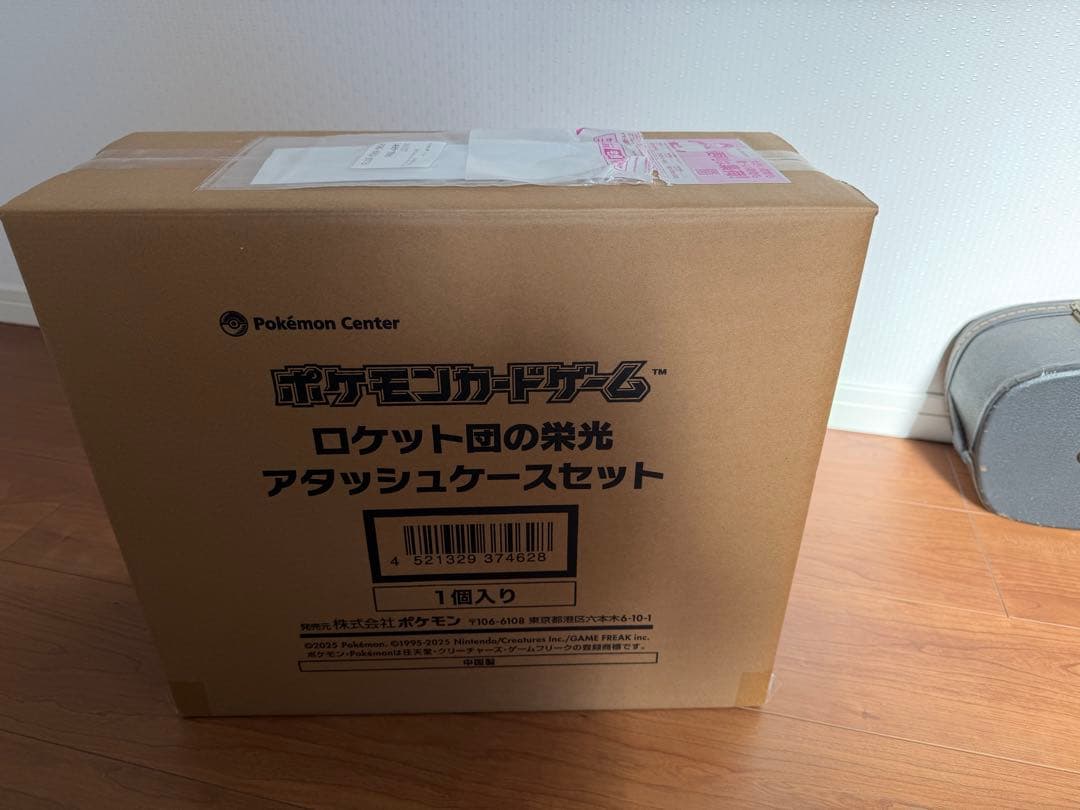 Pokémon Center
ポケモンカードゲーム™
ロケット団の栄光
アタッシュケースセット
4 521329 374628
1個入り
発売元 株式会社ポケモン 〒106-6108 東京都港区六本木6-10-1
©2025 Pokémon. ©1995-2025 Nintendo/Creatures Inc./GAME FREAK inc.
ポケモン・Pokémonは任天堂・クリーチャーズ・ゲームフリークの登録商標です。
中国製